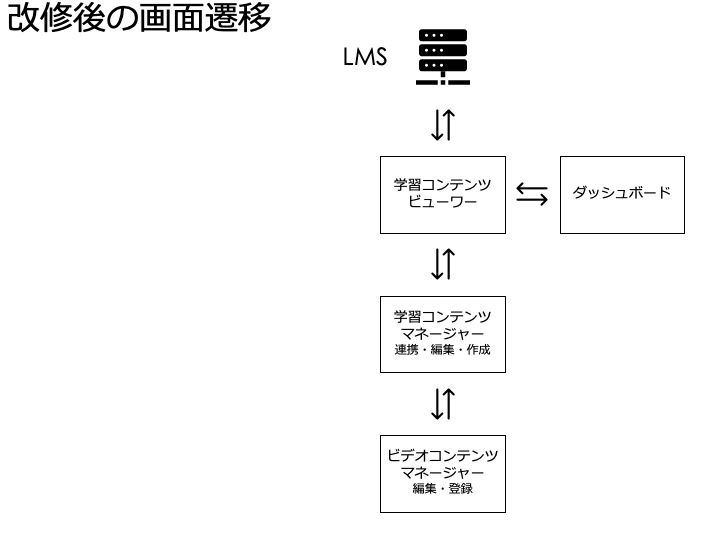 改修後の画面遷移
LMS
学習コンテンツ
ビューワー
ダッシュボード
学習コンテンツ
マネージャー
連携・編集・作成
ビデオコンテンツ
マネージャー
編集・登録